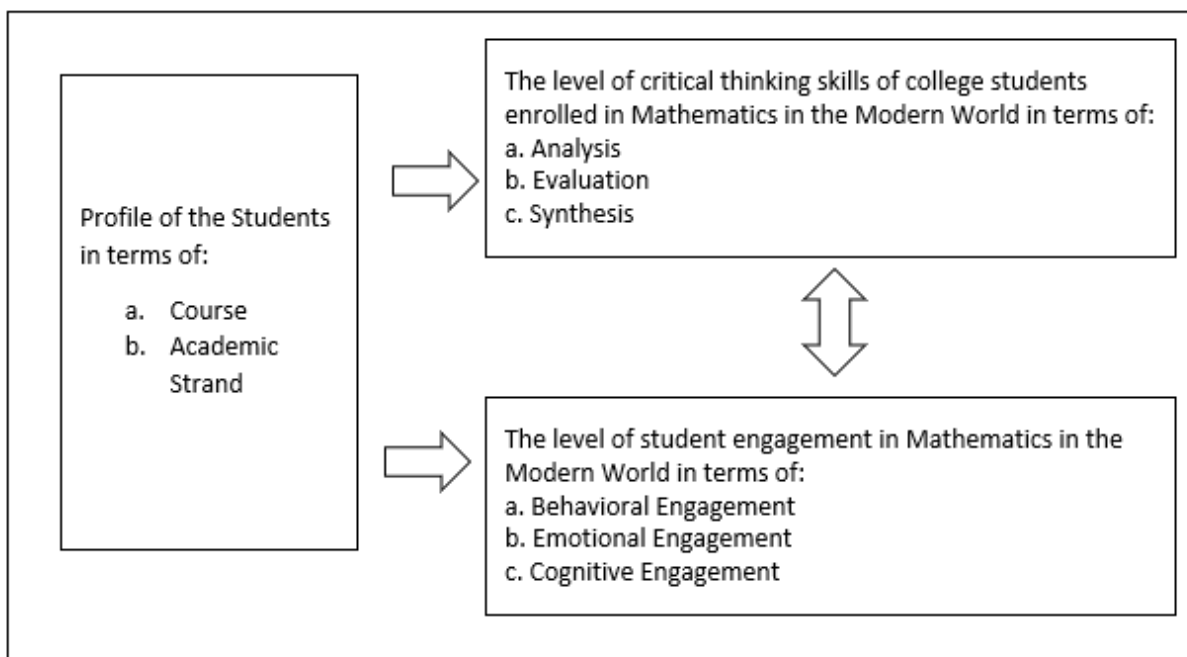 Profile of the Students
in terms of:
a. Course
b. Academic
Strand
The level of critical thinking skills of college students
enrolled in Mathematics in the Modern World in terms of:
a. Analysis
b. Evaluation
c. Synthesis
The level of student engagement in Mathematics in the
Modern World in terms of:
a. Behavioral Engagement
b. Emotional Engagement
c. Cognitive Engagement